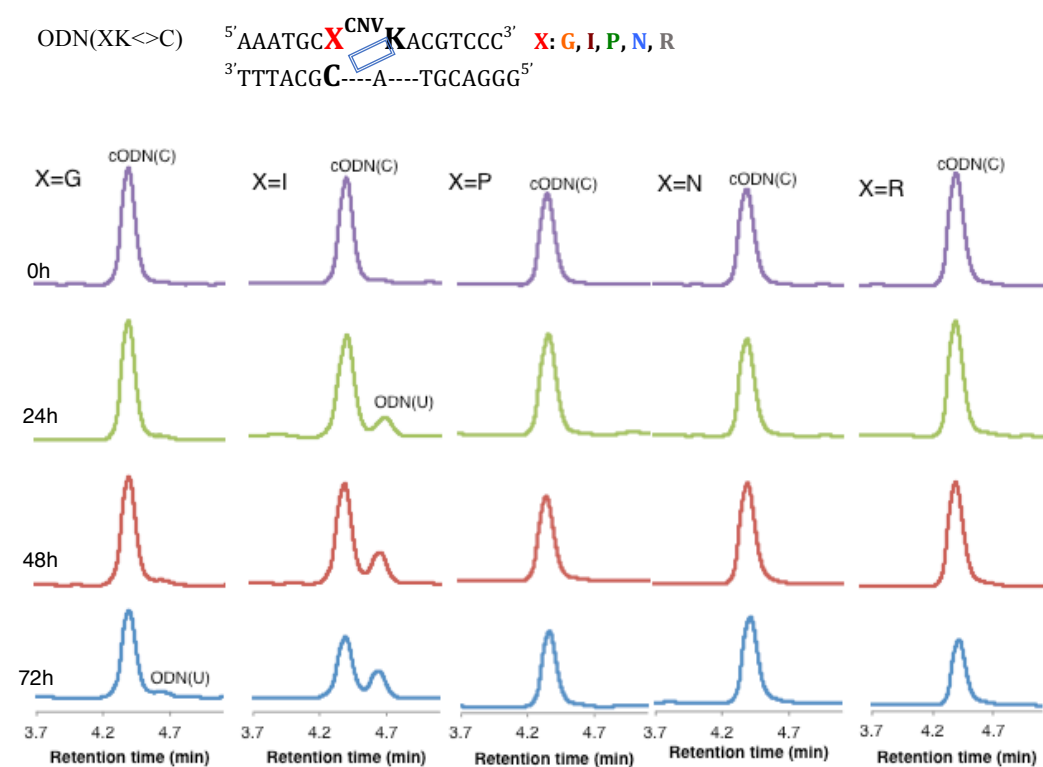 ODN(XK<>C) 5'AAATGCX CNV KACGTCCC3' X: G, I, P, N, R
3'TTTACGC----A----TGCAGGG5'
X=G cODN(C) X=I cODN(C) X=P cODN(C) X=N cODN(C) X=R cODN(C)
0h
24h ODN(U)
48h
72h ODN(U)
3.7 4.2 4.7 3.7 4.2 4.7 3.7 4.2 4.7 3.7 4.2 4.7 3.7 4.2 4.7
Retention time (min) Retention time (min) Retention time (min) Retention time (min) Retention time (min)